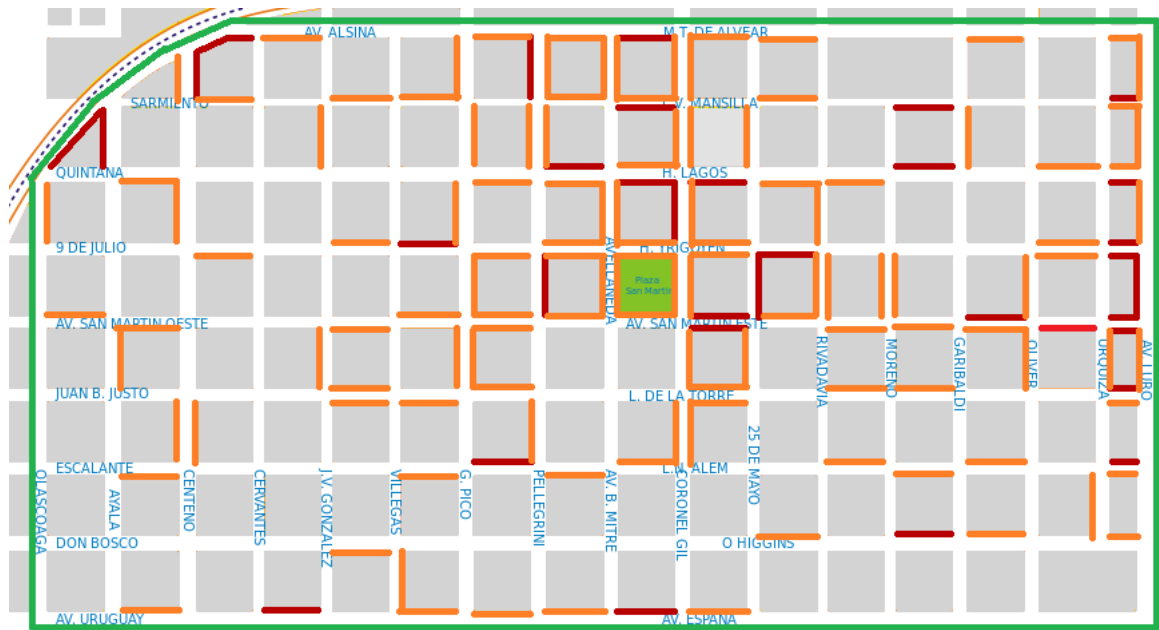 AV. ALSINA
M.T. DE ALVEAR
SARMIENTO
L.V. MANSILLA
QUINTANA
H. LAGOS
9 DE JULIO
H. YRIGOYEN
AVELLANEDA
Plaza
San Martin
AV. SAN MARTIN OESTE
AV. SAN MARTIN ESTE
RIVADAVIA
MORENO
GARIBALDI
OLIVER
URQUIZA
AV. LURO
JUAN B. JUSTO
L. DE LA TORRE
25 DE MAYO
ESCALANTE
L.N. ALEM
OLASCOAGA
AYALA
CENTENO
CERVANTES
J.V. GONZALEZ
VILLEGAS
G. PICO
PELLEGRINI
AV. B. MITRE
CORONEL GIL
DON BOSCO
O HIGGINS
AV. URUGUAY
AV. ESPAÑA